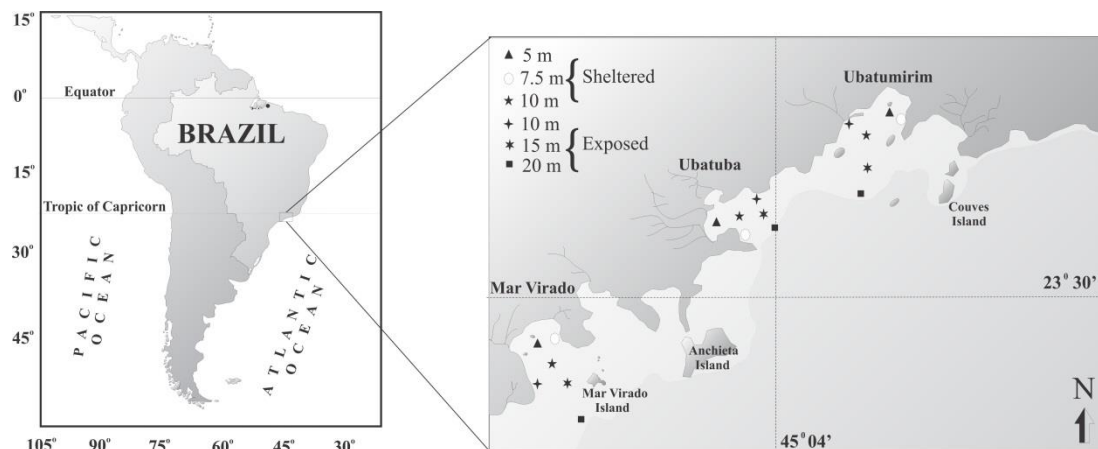 15°
0°
15°
30°
45°
Equator
BRAZIL
Tropic of Capricorn
PACIFIC
OCEAN
ATLANTIC
OCEAN
105° 90° 75° 60° 45° 30°
5 m
7.5 m
Sheltered
10 m
10 m
15 m
Exposed
20 m
Ubatumirim
Ubatuba
Couves
Island
Mar Virado
23° 30'
Anchieta
Island
Mar Virado
Island
N
45° 04'